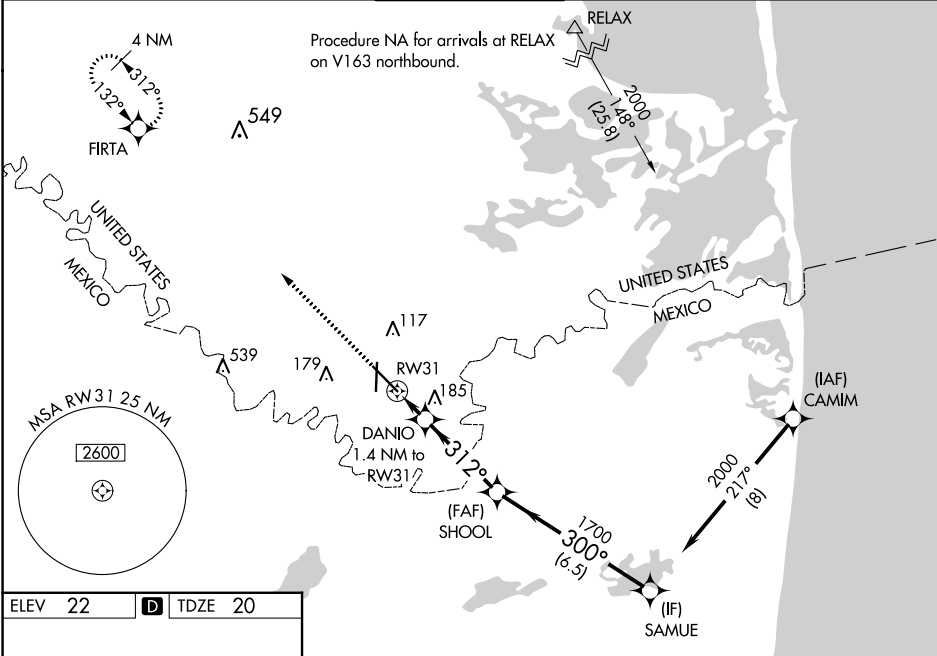 RELAX
4 NM
Procedure NA for arrivals at RELAX
on V163 northbound.
312°
132°
FIRTA
549
2000
148°
(25.8)
UNITED STATES
MEXICO
UNITED STATES
MEXICO
117
539
179
RW31
185
(IAF)
CAMIM
MSA RW31 25 NM
2600
DANIO
1.4 NM to
RW31
312°
2000
217°
(8)
(FAF)
SHOOL
1700
300°
(6.5)
(IF)
SAMUE
ELEV 22 D TDZE 20